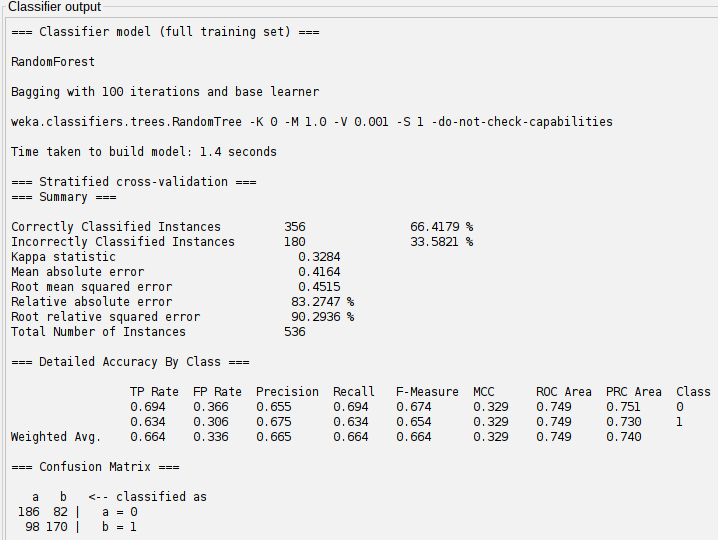 Classifier output
=== Classifier model (full training set) ===
RandomForest
Bagging with 100 iterations and base learner
weka.classifiers.trees.RandomTree -K 0 -M 1.0 -V 0.001 -S 1 -do-not-check-capabilities
Time taken to build model: 1.4 seconds
=== Stratified cross-validation ===
=== Summary ===
Correctly Classified Instances 356 66.4179 %
Incorrectly Classified Instances 180 33.5821 %
Kappa statistic 0.3284
Mean absolute error 0.4164
Root mean squared error 0.4515
Relative absolute error 83.2747 %
Root relative squared error 90.2936 %
Total Number of Instances 536
=== Detailed Accuracy By Class ===
TP Rate FP Rate Precision Recall F-Measure MCC ROC Area PRC Area Class
0.694 0.366 0.655 0.694 0.674 0.329 0.749 0.751 0
0.634 0.306 0.675 0.634 0.654 0.329 0.749 0.730 1
Weighted Avg. 0.664 0.336 0.665 0.664 0.664 0.329 0.749 0.740
=== Confusion Matrix ===
a b <-- classified as
186 82 | a = 0
98 170 | b = 1